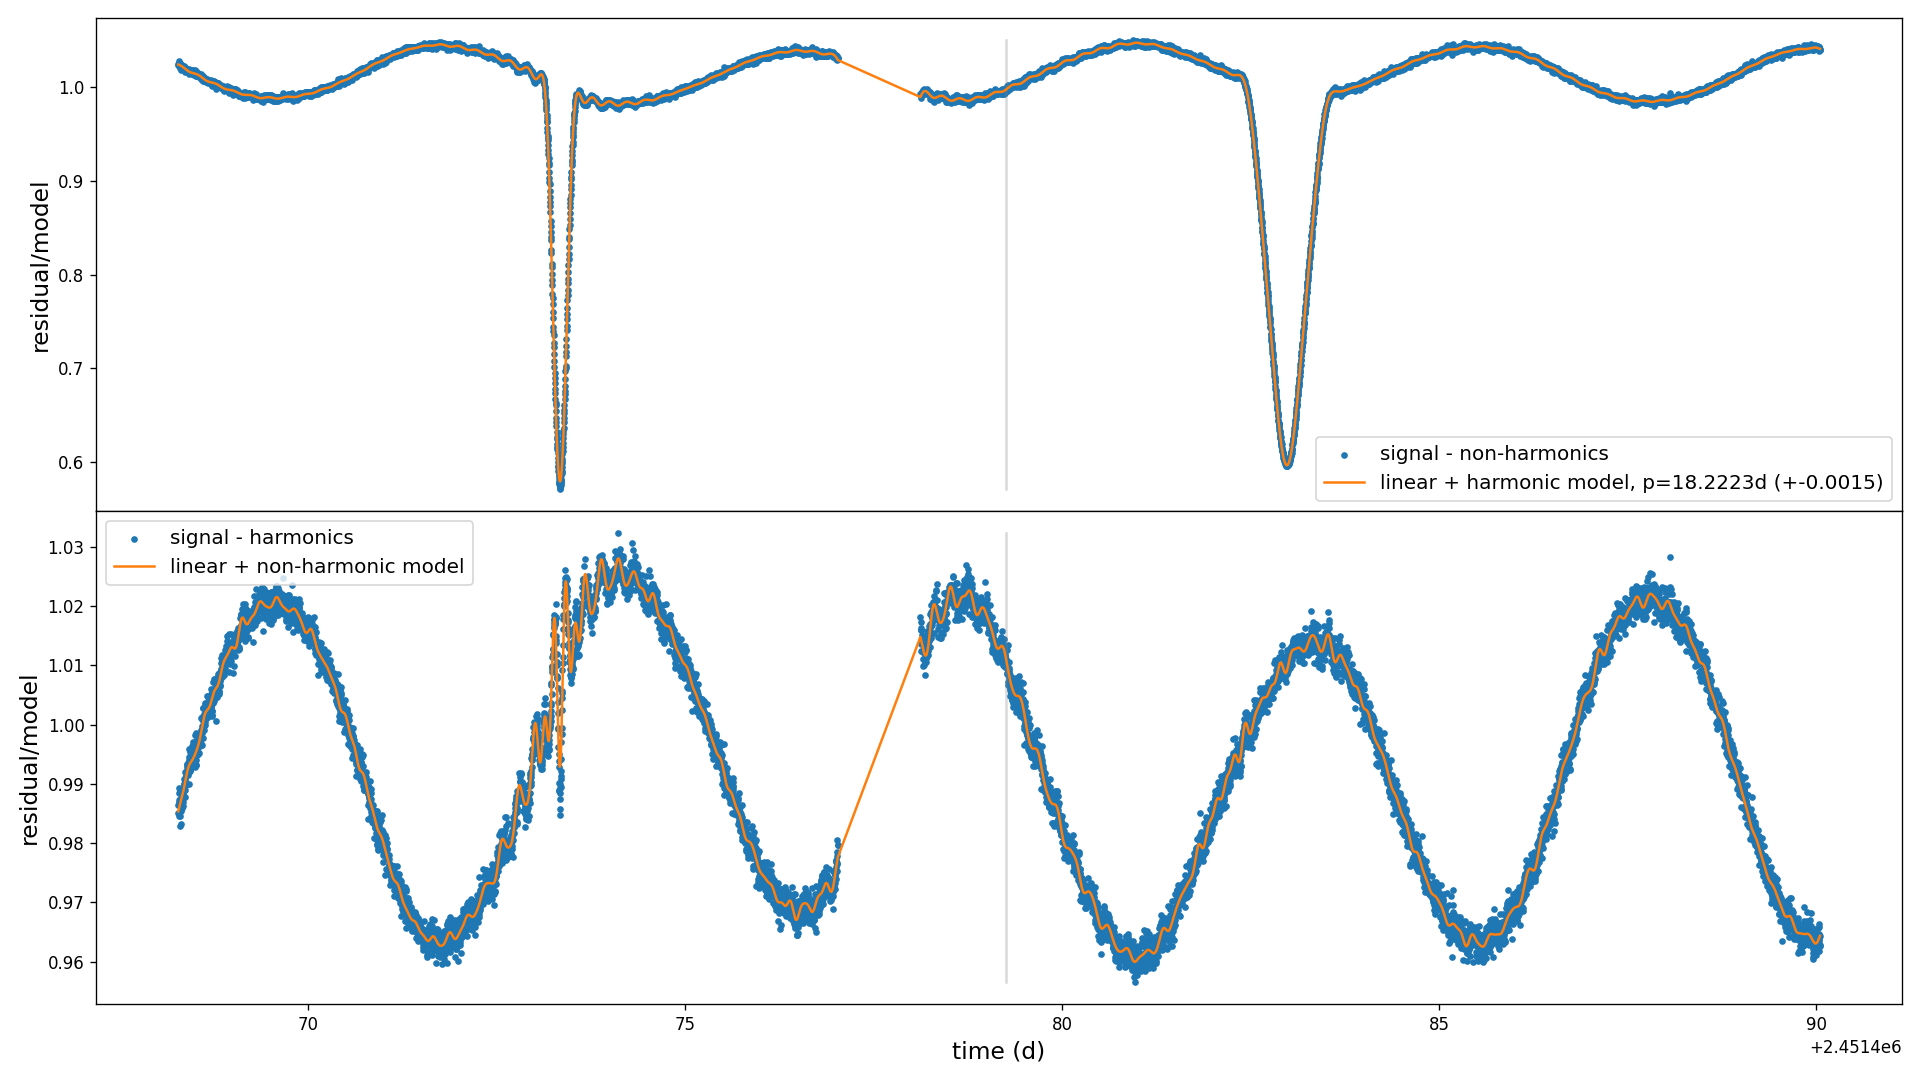 residual/model
1.0
0.9
0.8
0.7
0.6
signal - non-harmonics
linear + harmonic model, p=18.2223d (+-0.0015)
residual/model
1.03
1.02
1.01
1.00
0.99
0.98
0.97
0.96
signal - harmonics
linear + non-harmonic model
70
75
80
85
90
time (d)
+2.4514e6